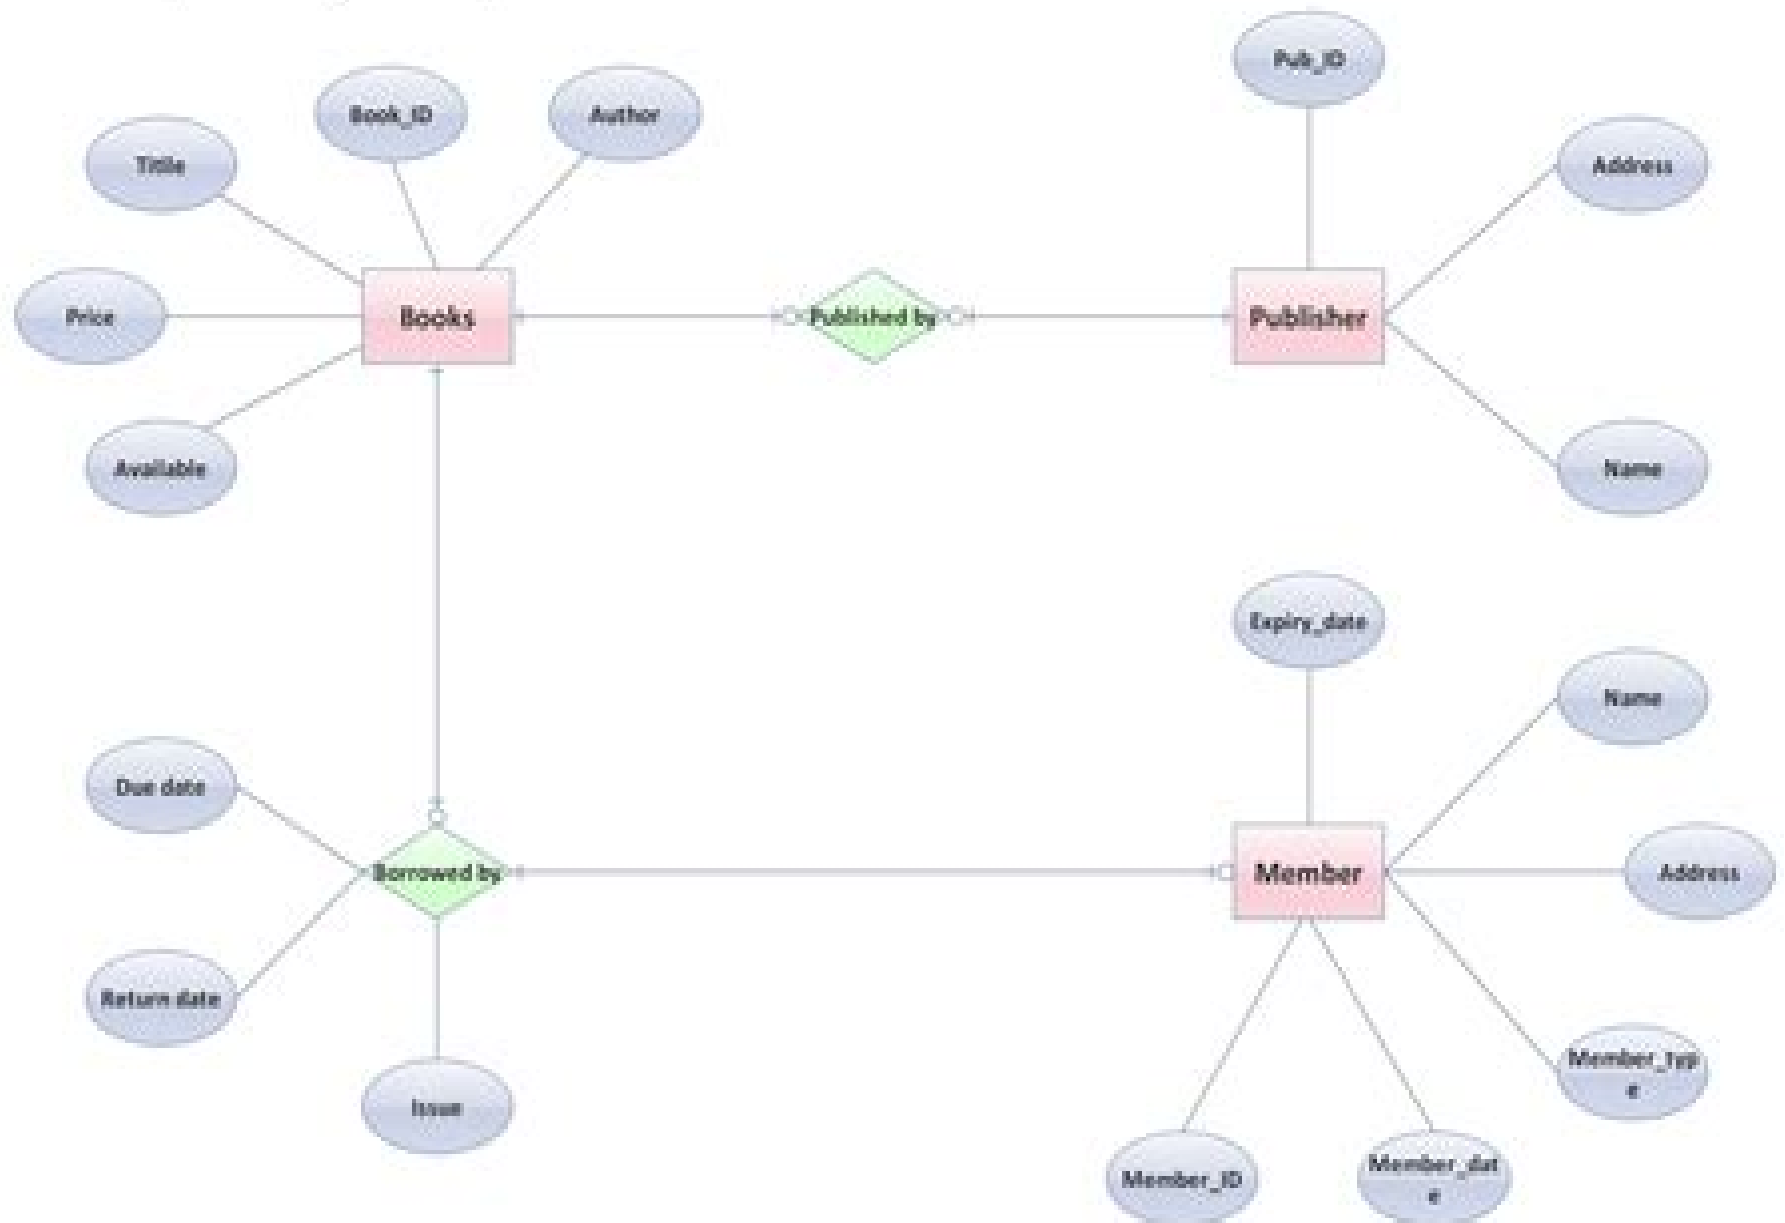 Pub_ID
Book_ID
Author
Titile
Address
Price
Books
Published by
Publisher
Available
Name
Expiry_date
Name
Due date
Borrowed by
Member
Address
Return date
Member_typ
e
Issue
Member_ID
Member_dat
e